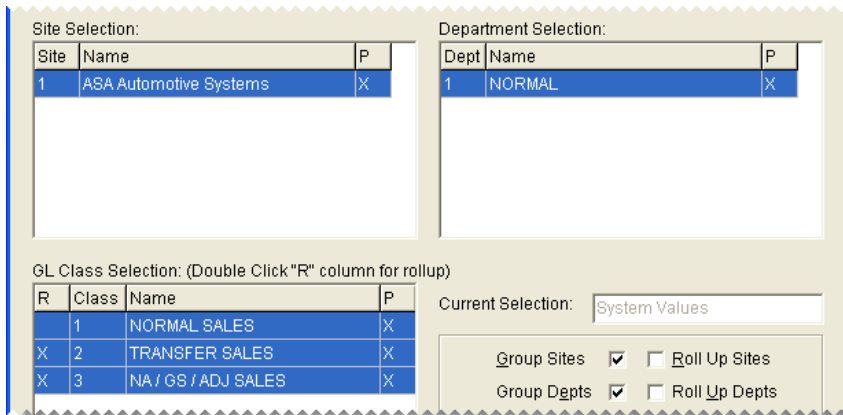 Site Selection:
Site Name P
1 ASA Automotive Systems X
Department Selection:
Dept Name P
1 NORMAL X
GL Class Selection: (Double Click "R" column for rollup)
R Class Name P
1 NORMAL SALES X
X 2 TRANSFER SALES X
X 3 NA / GS / ADJ SALES X
Current Selection: System Values
Group Sites Roll Up Sites
Group Depts Roll Up Depts